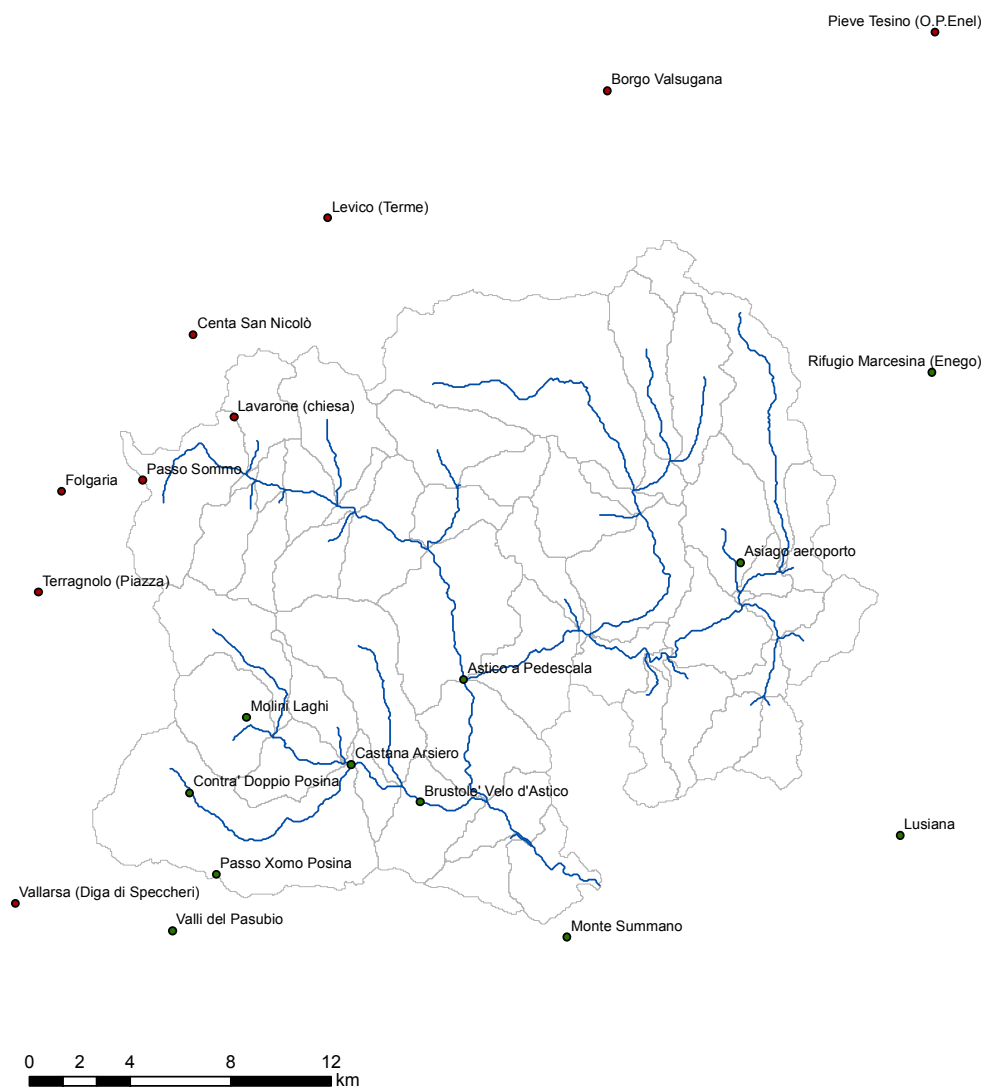 Pieve Tesino (O.P.Enel)
Borgo Valsugana
Levico (Terme)
Centa San Nicolò
Rifugio Marcesina (Enego)
Lavarone (chiesa)
Passo Sommo
Folgaria
Asiago aeroporto
Terragnolo (Piazza)
Astico a Pedescala
Molini Laghi
Castana Arsiero
Contra' Doppio Posina
Brustole' Velo d'Astico
Lusiana
Passo Xomo Posina
Vallarsa (Diga di Speccheri)
Valli del Pasubio
Monte Summano
0 2 4 8 12
km